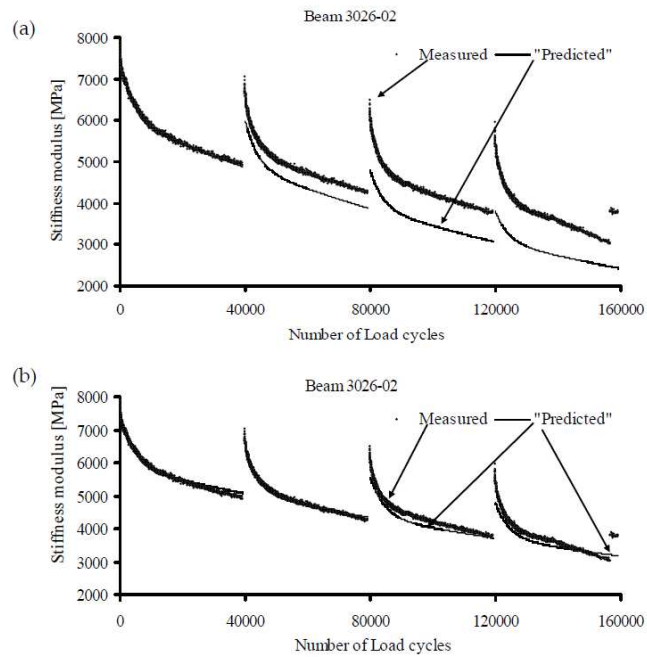 (a)
Beam 3026-02
Measured
"Predicted"
Stiffness modulus [MPa]
8000
7000
6000
5000
4000
3000
2000
0
40000
80000
120000
160000
Number of Load cycles
(b)
Beam 3026-02
Measured
"Predicted"
Stiffness modulus [MPa]
8000
7000
6000
5000
4000
3000
2000
0
40000
80000
120000
160000
Number of Load cycles